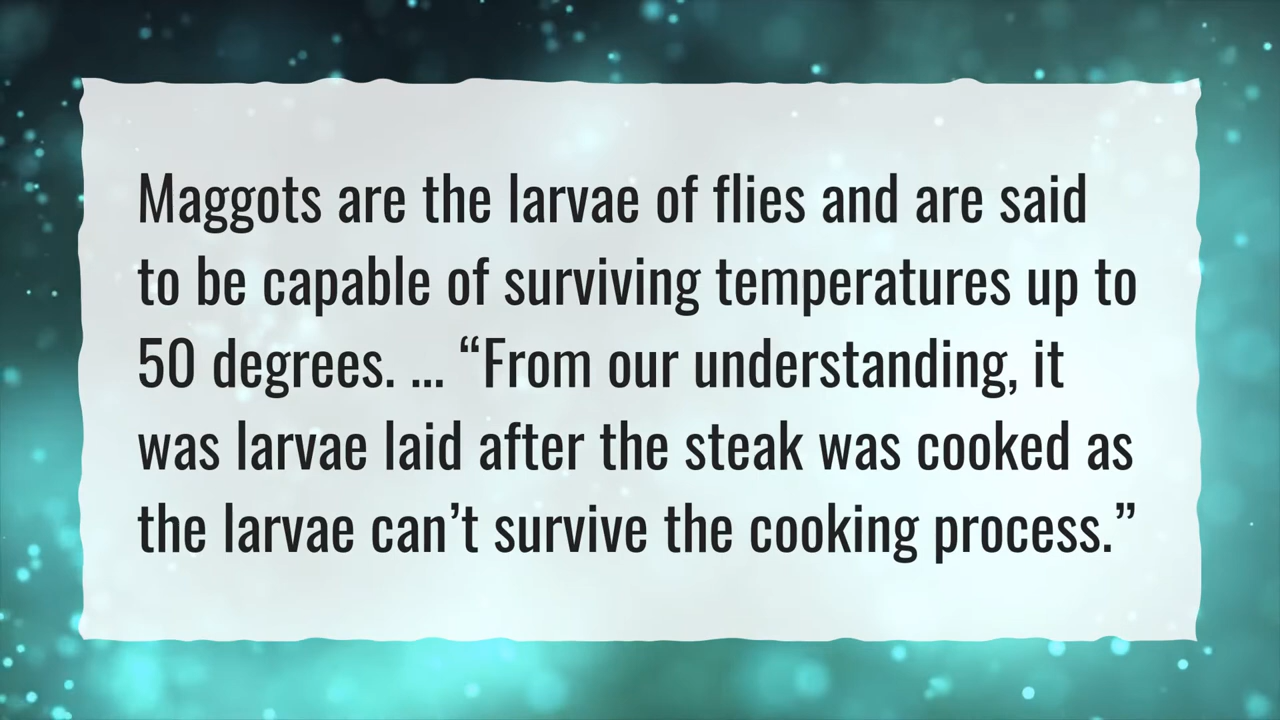 Maggots are the larvae of flies and are said
to be capable of surviving temperatures up to
50 degrees. ... “From our understanding, it
was larvae laid after the steak was cooked as
the larvae can’t survive the cooking process.”